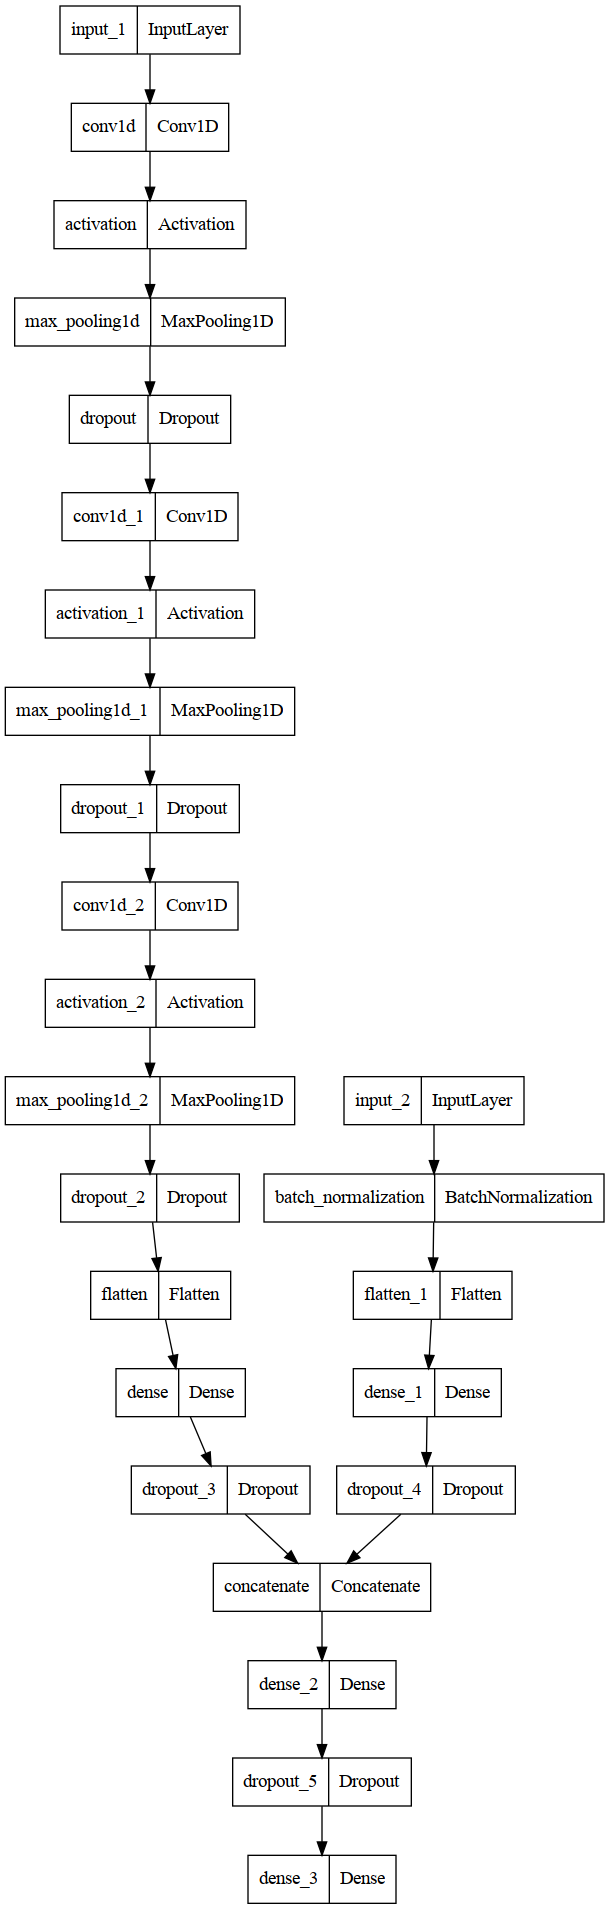 input_1 InputLayer
conv1d Conv1D
activation Activation
max_pooling1d MaxPooling1D
dropout Dropout
conv1d_1 Conv1D
activation_1 Activation
max_pooling1d_1 MaxPooling1D
dropout_1 Dropout
conv1d_2 Conv1D
activation_2 Activation
max_pooling1d_2 MaxPooling1D
input_2 InputLayer
dropout_2 Dropout
batch_normalization BatchNormalization
flatten Flatten
flatten_1 Flatten
dense Dense
dense_1 Dense
dropout_3 Dropout
dropout_4 Dropout
concatenate Concatenate
dense_2 Dense
dropout_5 Dropout
dense_3 Dense